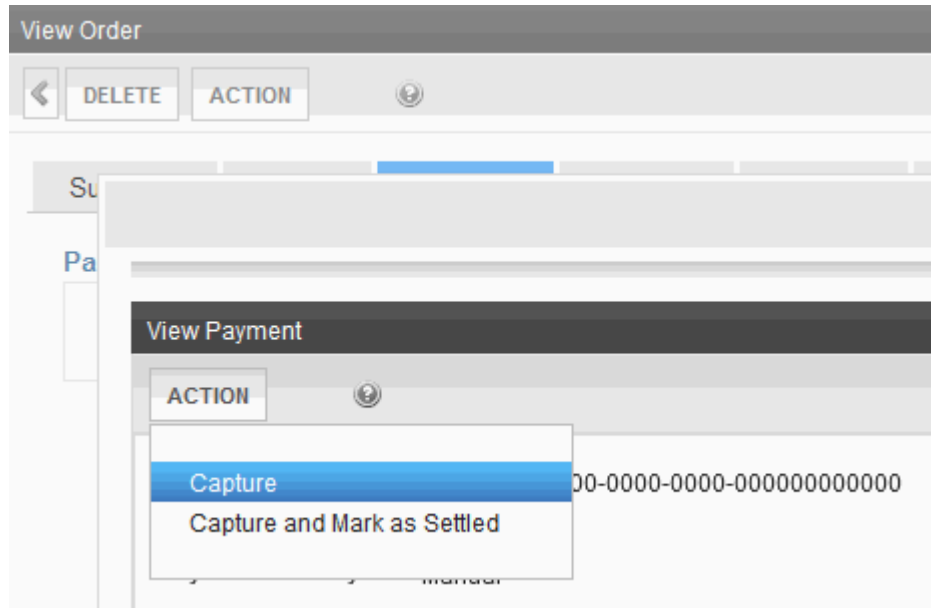 View Order
DELETE ACTION
Su
Pa
View Payment
ACTION
Capture
00-0000-0000-000000000000
Capture and Mark as Settled
Manual